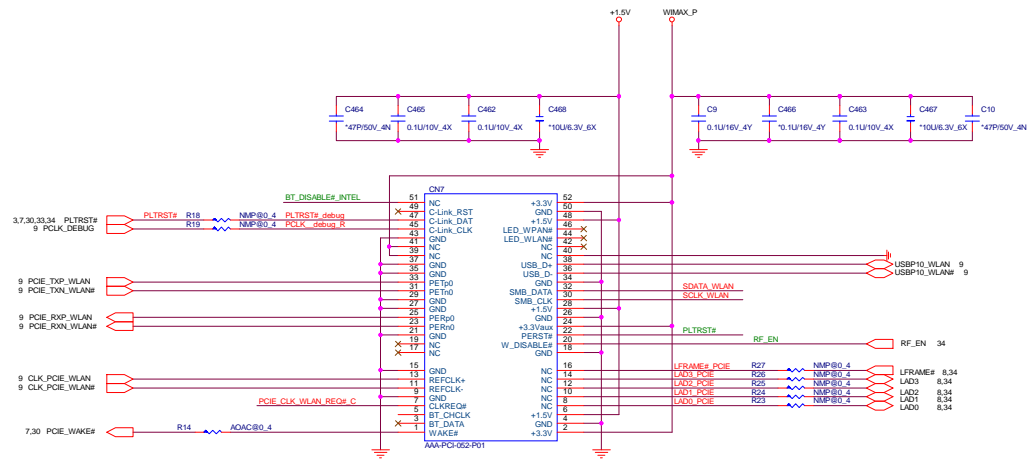 +1.5V WIMAX_P
C464 C465 C462 C468 C9 C466 C463 C467 C10
*47P/50V_4N 0.1U/10V_4X 0.1U/10V_4X *10U/6.3V_6X 0.1U/16V_4Y *0.1U/16V_4Y 0.1U/10V_4X *10U/6.3V_6X *47P/50V_4N
CN7
BT_DISABLE#_INTEL 51 NC +3.3V 52
49 C-Link_RST GND 50
3,7,30,33,34 PLTRST# PLTRST# R18 NMP@0_4 PLTRST#_debug 47 C-Link_DAT +1.5V 48
9 PCLK_DEBUG R19 NMP@0_4 PCLK__debug_R 45 C-Link_CLK LED_WPAN# 46
43 GND LED_WLAN# 44
41 NC NC 42
39 NC NC 40
37 GND USB_D+ 38 USBP10_WLAN 9
35 GND USB_D- 36 USBP10_WLAN# 9
9 PCIE_TXP_WLAN 33 PETp0 GND 34
9 PCIE_TXN_WLAN# 31 PETn0 SMB_DATA 32 SDATA_WLAN
29 GND SMB_CLK 30 SCLK_WLAN
27 GND +1.5V 28
9 PCIE_RXP_WLAN 25 PERp0 GND 26
9 PCIE_RXN_WLAN# 23 PERn0 +3.3Vaux 24
21 GND PERST# 22 PLTRST#
19 NC W_DISABLE# 20 RF_EN RF_EN 34
17 NC GND 18
15 GND NC 16 LFRAME#_PCIE R27 NMP@0_4 LFRAME# 8,34
9 CLK_PCIE_WLAN 13 REFCLK+ NC 14 LAD3_PCIE R26 NMP@0_4 LAD3 8,34
9 CLK_PCIE_WLAN# 11 REFCLK- NC 12 LAD2_PCIE R25 NMP@0_4 LAD2 8,34
9 GND NC 10 LAD1_PCIE R24 NMP@0_4 LAD1 8,34
PCIE_CLK_WLAN_REQ#_C 7 CLKREQ# NC 8 LAD0_PCIE R23 NMP@0_4 LAD0 8,34
5 BT_CHCLK +1.5V 6
3 BT_DATA GND 4
7,30 PCIE_WAKE# R14 AOAC@0_4 1 WAKE# +3.3V 2
AAA-PCI-052-P01